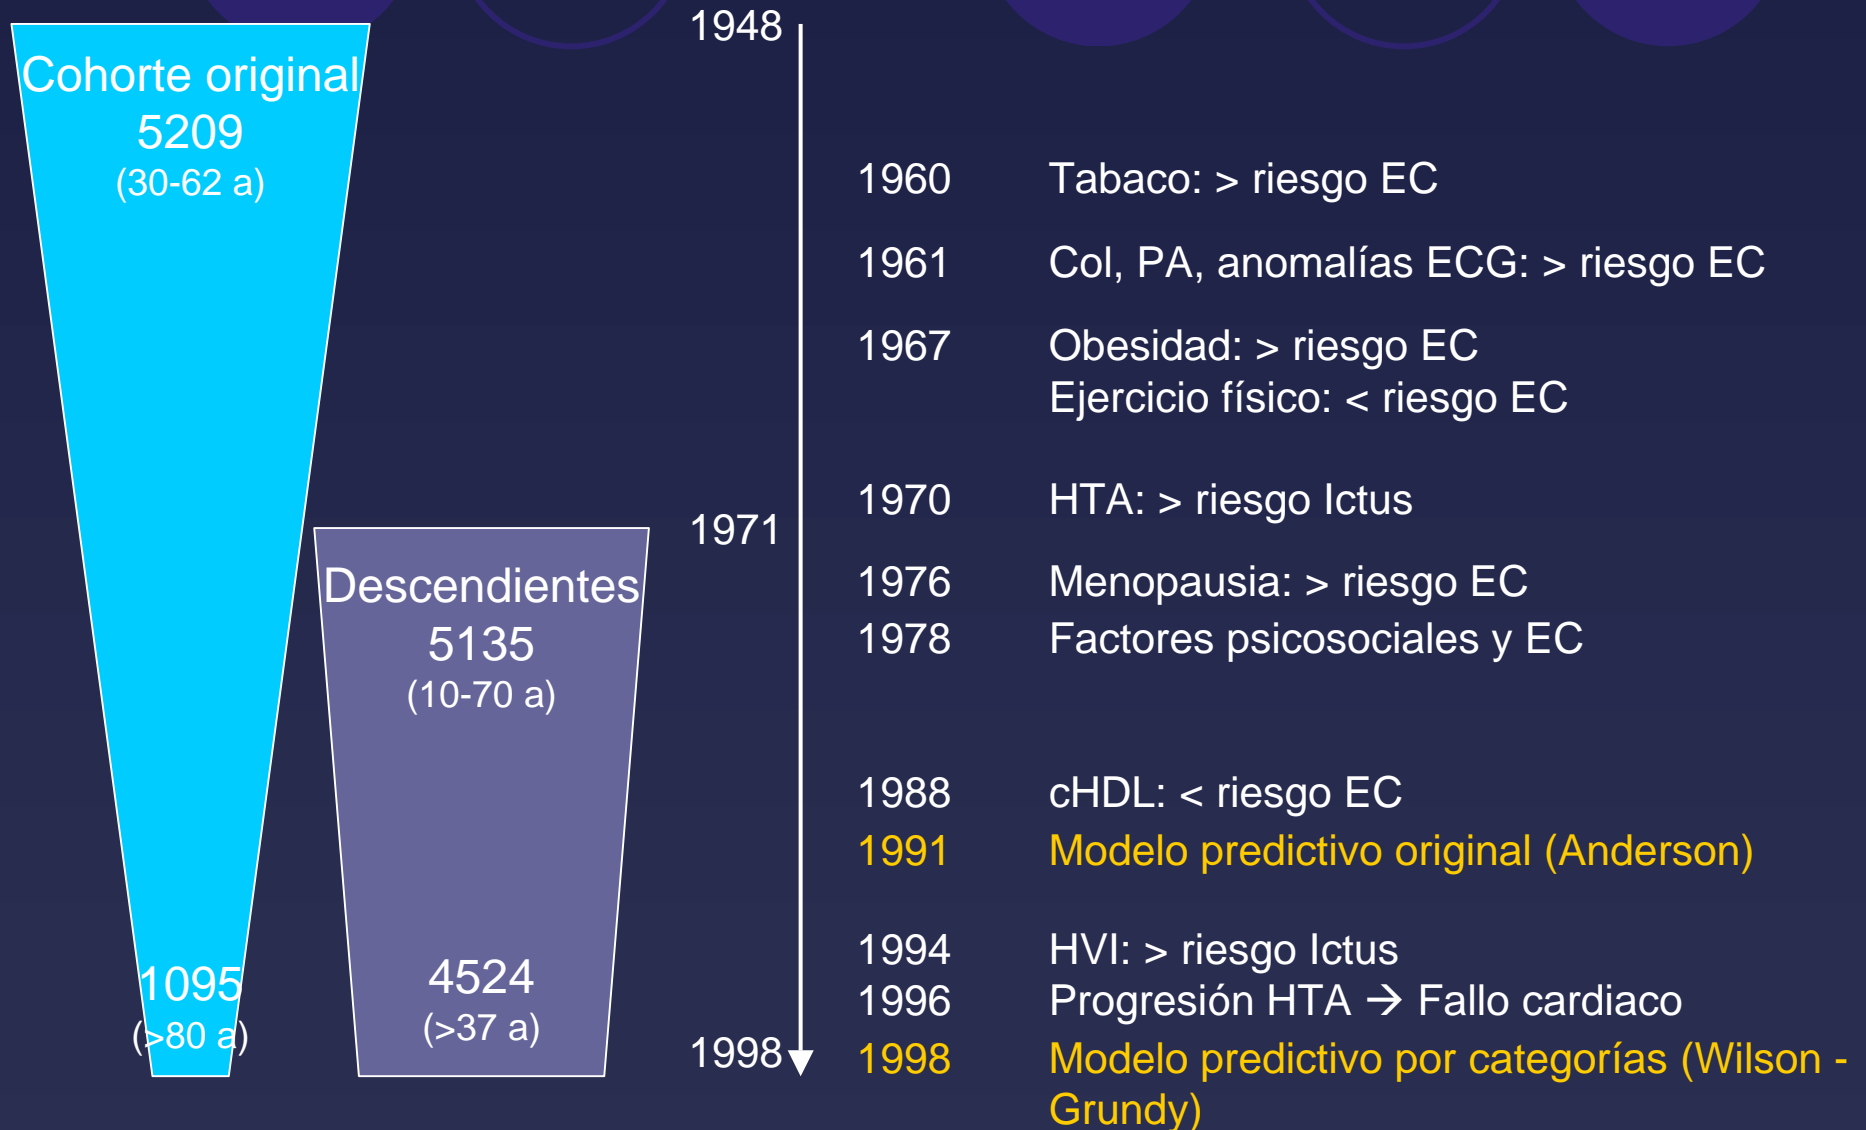 Cohorte original
5209
(30-62 a)
1095
(>80 a)
Descendientes
5135
(10-70 a)
4524
(>37 a)
1948
1971
1998
1960 Tabaco: > riesgo EC
1961 Col, PA, anomalías ECG: > riesgo EC
1967 Obesidad: > riesgo EC
Ejercicio físico: < riesgo EC
1970 HTA: > riesgo Ictus
1976 Menopausia: > riesgo EC
1978 Factores psicosociales y EC
1988 cHDL: < riesgo EC
1991 Modelo predictivo original (Anderson)
1994 HVI: > riesgo Ictus
1996 Progresión HTA → Fallo cardiaco
1998 Modelo predictivo por categorías (Wilson -
Grundy)